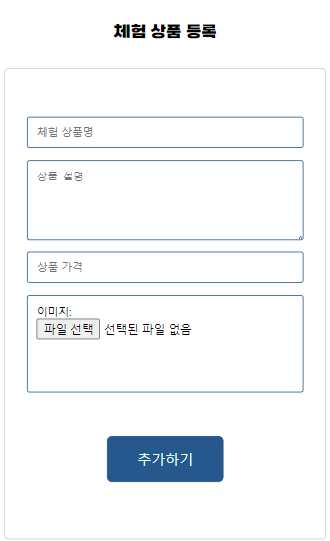 체험 상품 등록
체험 상품명
상품 설명
상품 가격
이미지:
파일 선택 선택된 파일 없음
추가하기